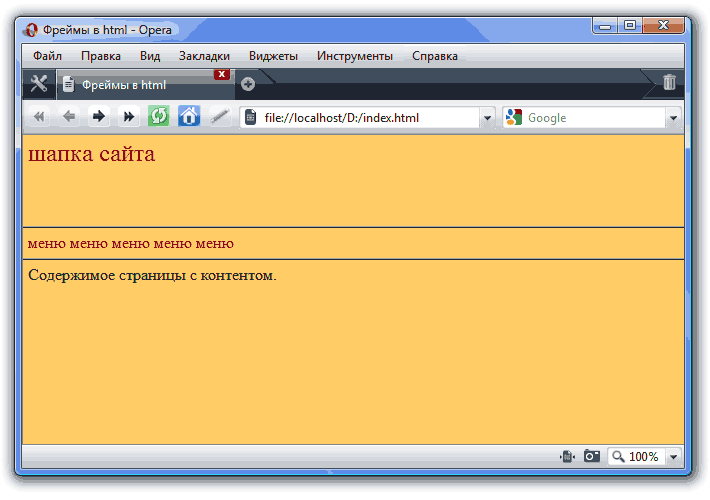 Фреймы в html - Opera
Файл Правка Вид Закладки Виджеты Инструменты Справка
Фреймы в html
file://localhost/D:/index.html Google
шапка сайта
меню меню меню меню меню
Содержимое страницы с контентом.
100%